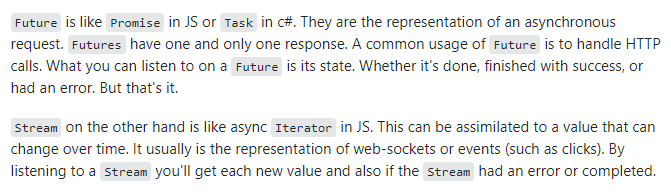 Future is like Promise in JS or Task in c#. They are the representation of an asynchronous
request. Futures have one and only one response. A common usage of Future is to handle HTTP
calls. What you can listen to on a Future is its state. Whether it's done, finished with success, or
had an error. But that's it.
Stream on the other hand is like async Iterator in JS. This can be assimilated to a value that can
change over time. It usually is the representation of web-sockets or events (such as clicks). By
listening to a Stream you'll get each new value and also if the Stream had an error or completed.